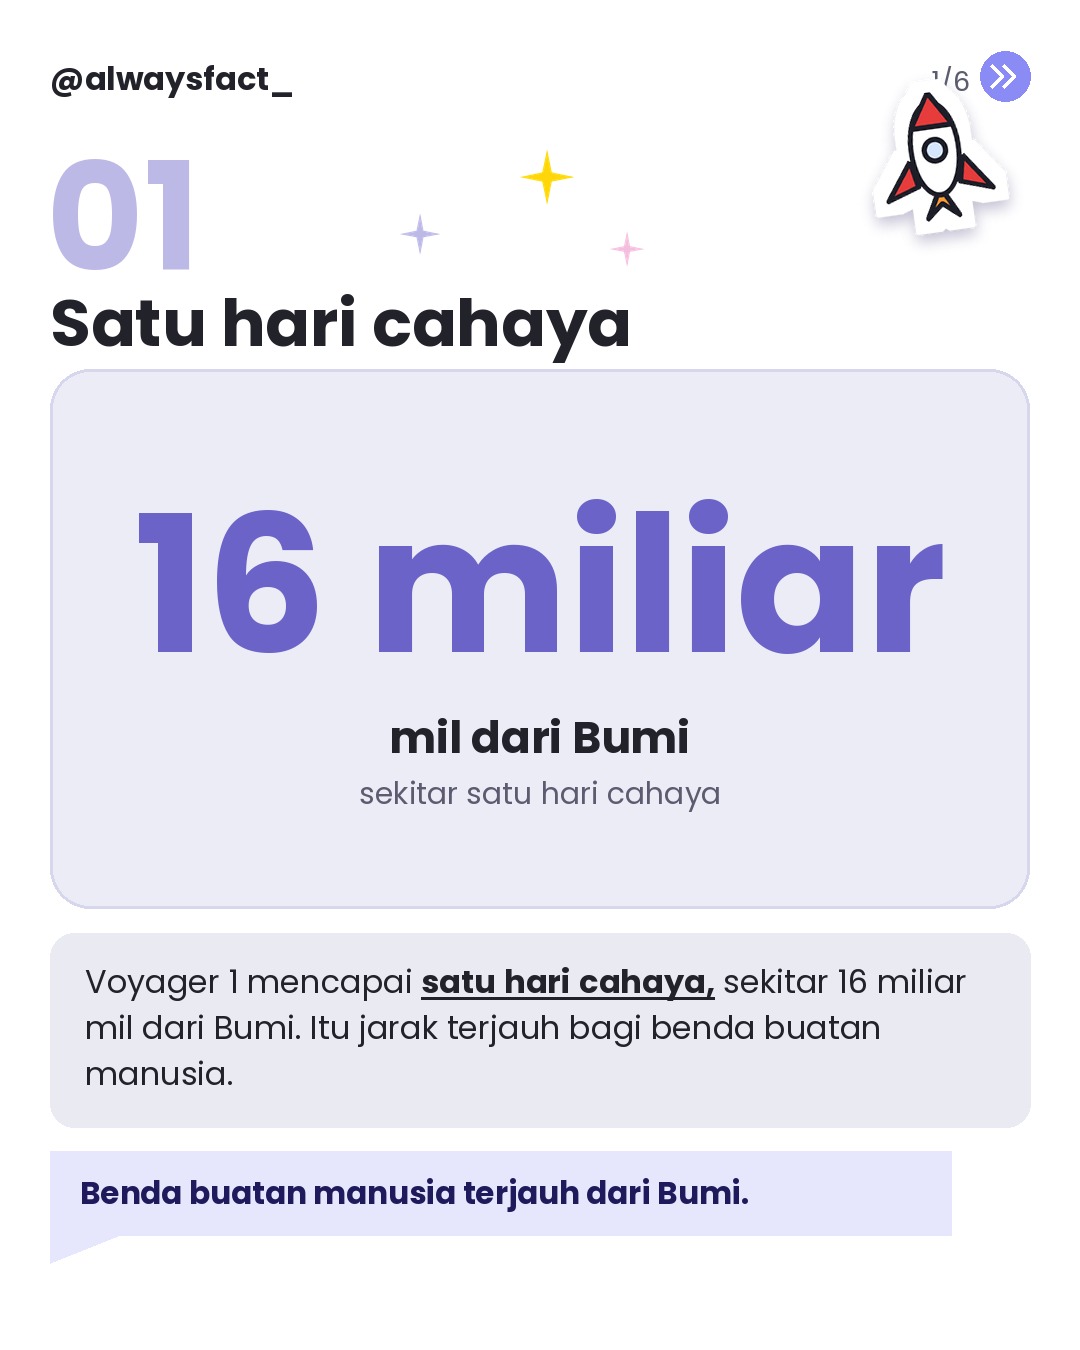 @alwaysfact_
1/6
01
Satu hari cahaya
16 miliar
mil dari Bumi
sekitar satu hari cahaya
Voyager 1 mencapai satu hari cahaya, sekitar 16 miliar
mil dari Bumi. Itu jarak terjauh bagi benda buatan
manusia.
Benda buatan manusia terjauh dari Bumi.